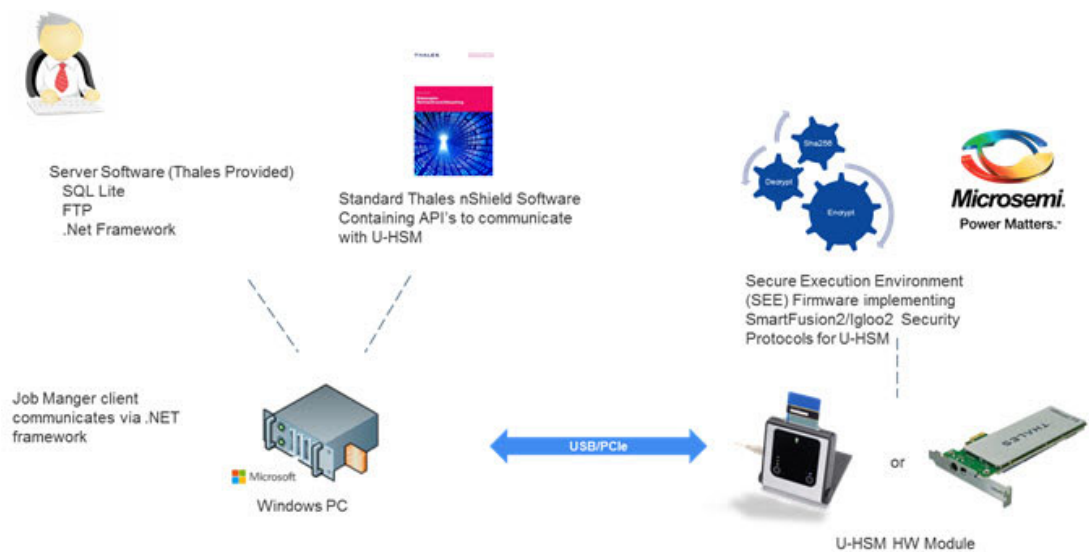 THALES
Server Software (Thales Provided)
SQL Lite
FTP
.Net Framework
Standard Thales nShield Software
Containing API's to communicate
with U-HSM
Sha256
Decrypt
Encrypt
Microsemi.
Power Matters.™
Secure Execution Environment
(SEE) Firmware implementing
SmartFusion2/Igloo2 Security
Protocols for U-HSM
Job Manger client
communicates via .NET
framework
Microsoft
Windows PC
USB/PCIe
or
THALES
U-HSM HW Module